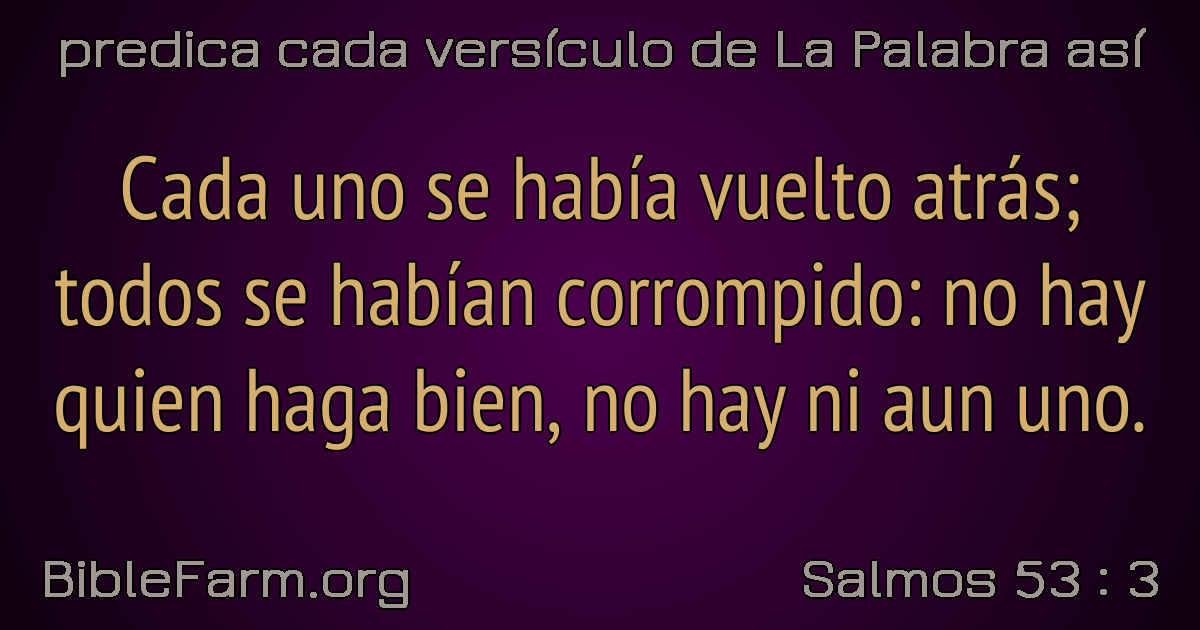 predica cada versículo de La Palabra así
Cada uno se había vuelto atrás;
todos se habían corrompido: no hay
quien haga bien, no hay ni aun uno.
BibleFarm.org
Salmos 53 : 3